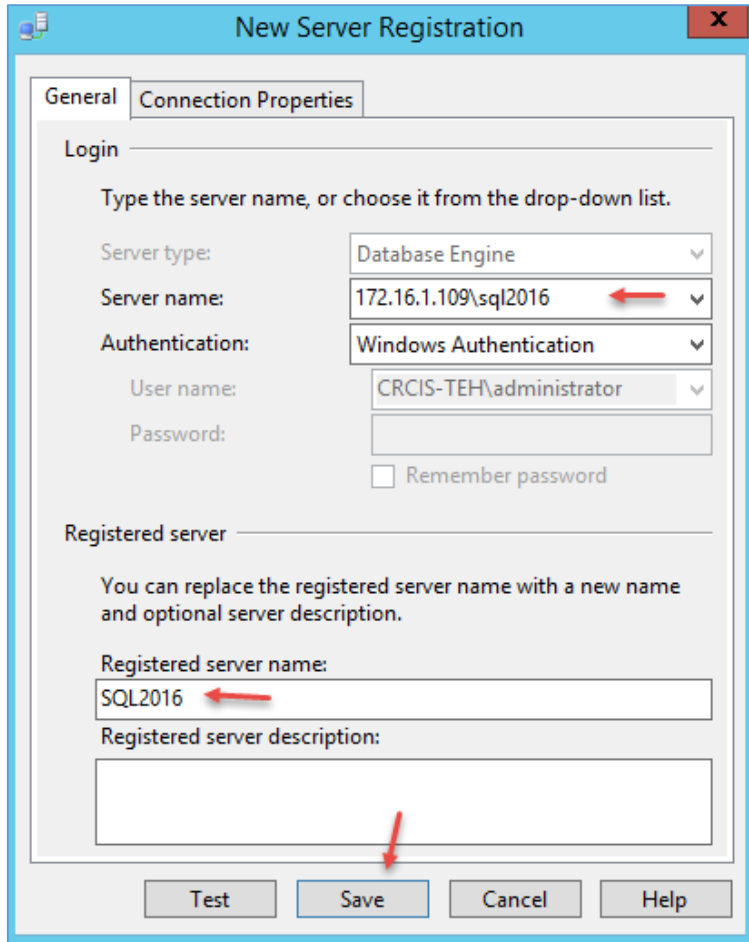 New Server Registration
X
General
Connection Properties
Login
Type the server name, or choose it from the drop-down list.
Server type: Database Engine
Server name: 172.16.1.109\sql2016
Authentication: Windows Authentication
User name: CRCIS-TEH\administrator
Password:
Remember password
Registered server
You can replace the registered server name with a new name
and optional server description.
Registered server name:
SQL2016
Registered server description:
Test
Save
Cancel
Help